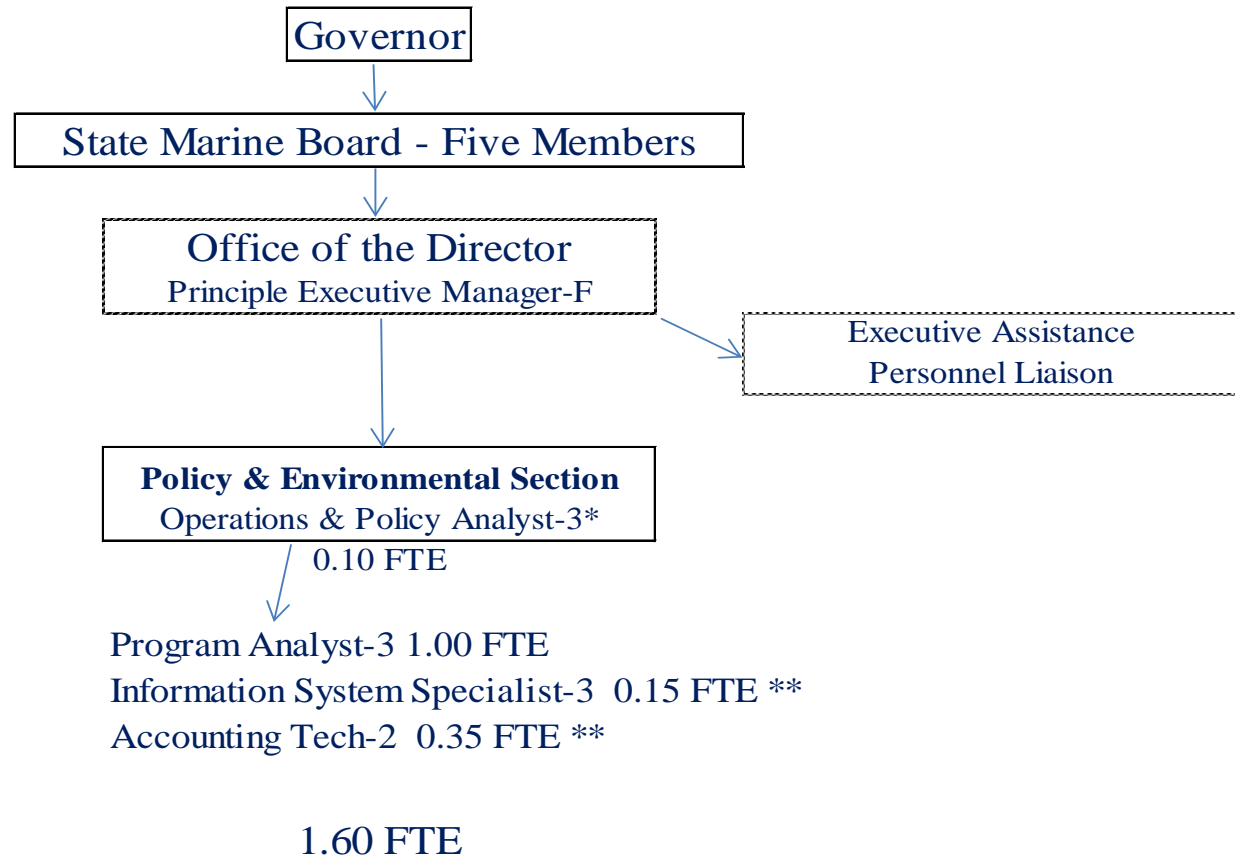 Governor
State Marine Board - Five Members
Office of the Director
Principle Executive Manager-F
Executive Assistance
Personnel Liaison
Policy & Environmental Section
Operations & Policy Analyst-3*
0.10 FTE
Program Analyst-3 1.00 FTE
Information System Specialist-3 0.15 FTE **
Accounting Tech-2 0.35 FTE **
1.60 FTE